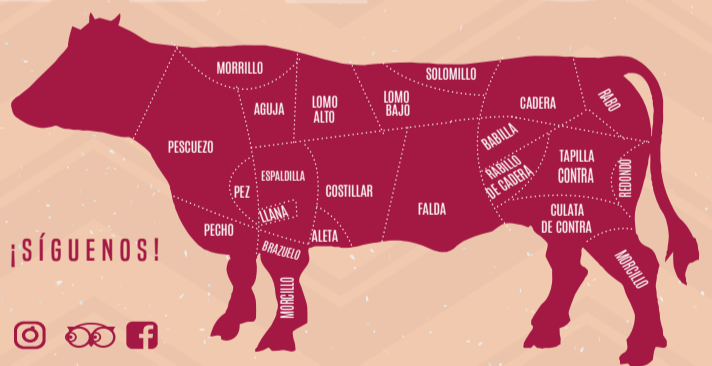 MORRILLO
SOLOMILLO
AGUJA
LOMO
ALTO
LOMO
BAJO
CADERA
RABO
PESCUEZO
BABILLA
RABILLO
DE CADERA
TAPILLA
CONTRA
REDONDO
PEZ
ESPALDILLA
LLANA
COSTILLAR
FALDA
CULATA
DE CONTRA
PECHO
ALETA
BRAZUELO
MORCILLO
MORCILLO
¡SÍGUENOS!